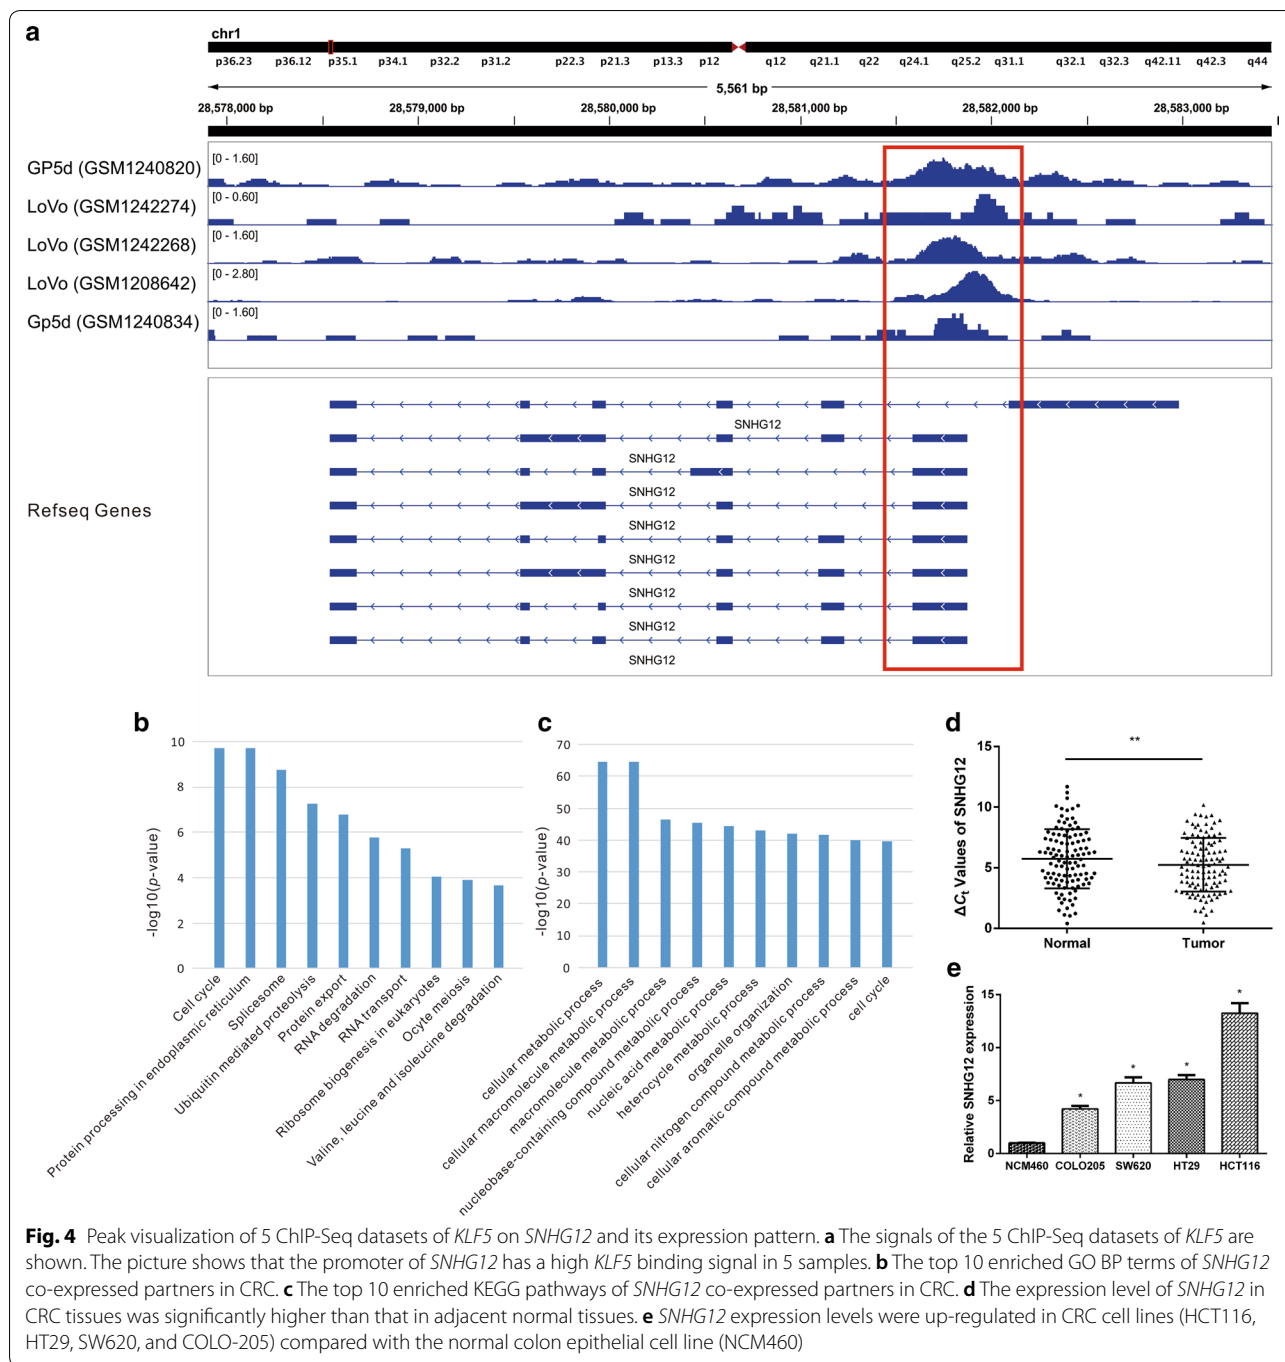 a
chr1
p36.23 p36.12 p35.1 p34.1 p32.2 p31.2 p22.3 p21.3 p13.3 p12 q12 q21.1 q22 q24.1 q25.2 q31.1 q32.1 q32.3 q42.11 q42.3 q44
5,561 bp
28,578,000 bp 28,579,000 bp 28,580,000 bp 28,581,000 bp 28,582,000 bp 28,583,000 bp
GP5d (GSM1240820) [0 - 1.60]
LoVo (GSM1242274) [0 - 0.60]
LoVo (GSM1242268) [0 - 1.60]
LoVo (GSM1208642) [0 - 2.80]
Gp5d (GSM1240834) [0 - 1.60]
Refseq Genes
SNHG12
SNHG12
SNHG12
SNHG12
SNHG12
SNHG12
SNHG12
SNHG12
b
-log10(p-value)
10
8
6
4
2
0
Cell cycle
Protein processing in endoplasmic reticulum
Splicesome
Ubiquitin mediated proteolysis
Protein export
RNA degradation
RNA transport
Ribosome biogenesis in eukaryotes
Ocyte meiosis
Valine, leucine and isoleucine degradation
c
-log10(p-value)
70
60
50
40
30
20
10
0
cellular metabolic process
cellular macromolecule metabolic process
macromolecule metabolic process
nucleobase-containing compound metabolic process
nucleic acid metabolic process
heterocycle metabolic process
organelle organization
cellular nitrogen compound metabolic process
cellular aromatic compound metabolic process
cell cycle
d
ΔCt Values of SNHG12
15
10
5
0
**
Normal Tumor
e
Relative SNHG12 expression
15
10
5
0
* * * *
NCM460 COLO205 SW620 HT29 HCT116
Fig. 4 Peak visualization of 5 ChIP-Seq datasets of KLF5 on SNHG12 and its expression pattern. a The signals of the 5 ChIP-Seq datasets of KLF5 are
shown. The picture shows that the promoter of SNHG12 has a high KLF5 binding signal in 5 samples. b The top 10 enriched GO BP terms of SNHG12
co-expressed partners in CRC. c The top 10 enriched KEGG pathways of SNHG12 co-expressed partners in CRC. d The expression level of SNHG12 in
CRC tissues was significantly higher than that in adjacent normal tissues. e SNHG12 expression levels were up-regulated in CRC cell lines (HCT116,
HT29, SW620, and COLO-205) compared with the normal colon epithelial cell line (NCM460)